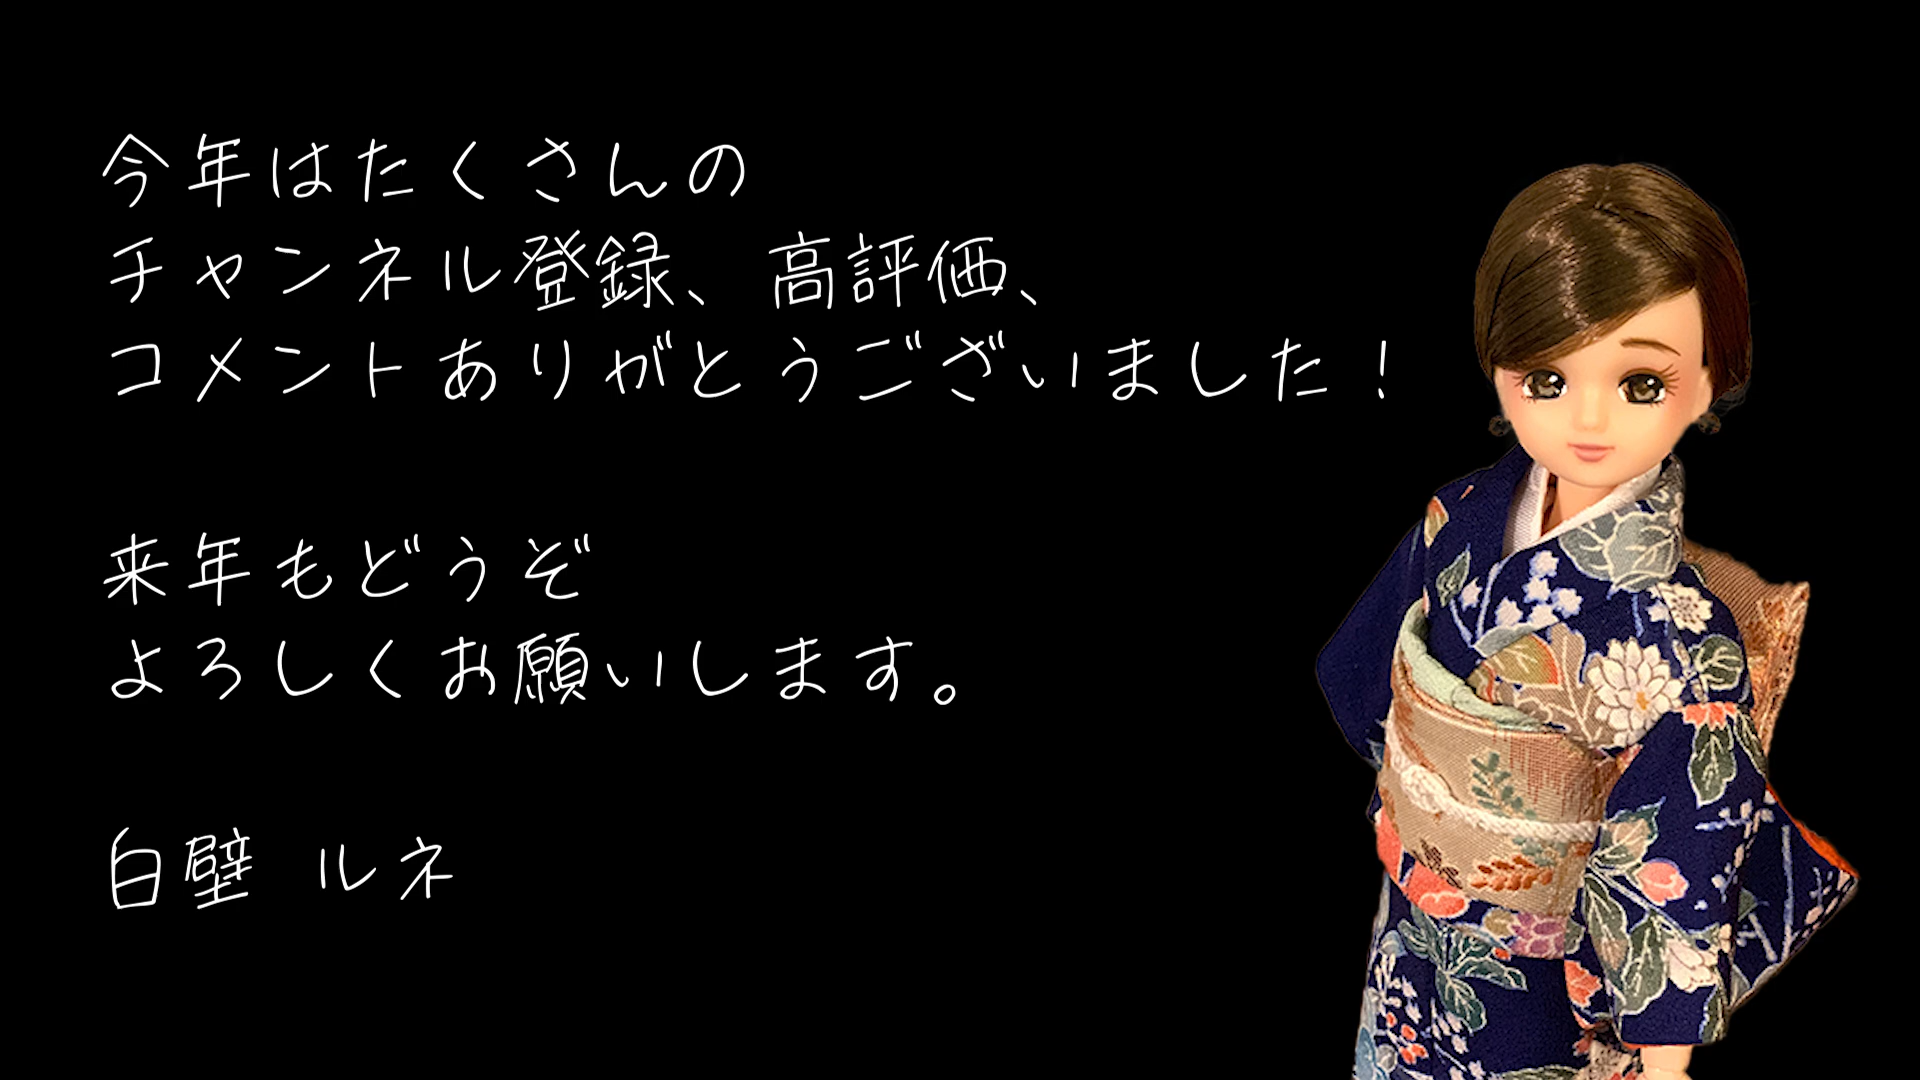 今年はたくさんの
チャンネル登録、高評価、
コメントありがとうございました！
来年もどうぞ
よろしくお願いします。
白壁 ルネ